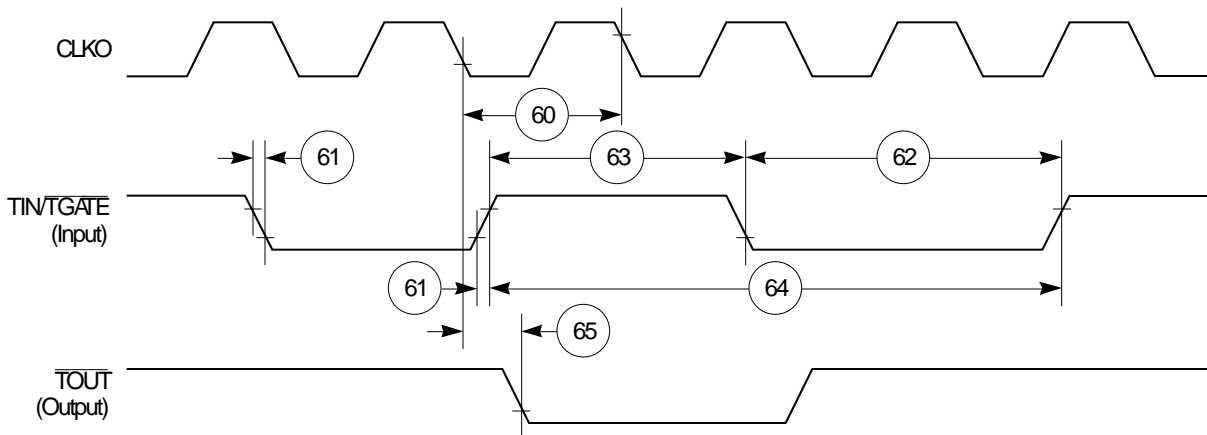 CLKO
60
61
63
62
TIN/TGATE
(Input)
61
64
65
TOUT
(Output)